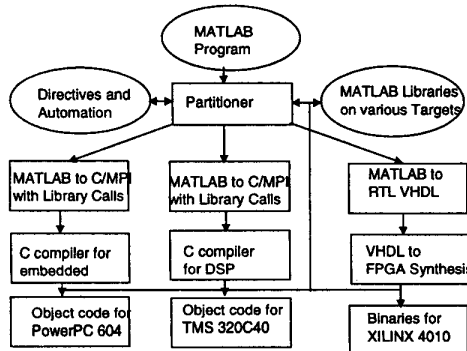 MATLAB
Program
Directives and
Automation
Partitioner
MATLAB Libraries
on various Targets
MATLAB to C/MPI
with Library Calls
MATLAB to C/MPI
with Library Calls
MATLAB to
RTL VHDL
C compiler for
embedded
C compiler
for DSP
VHDL to
FPGA Synthesis
Object code for
PowerPC 604
Object code for
TMS 320C40
Binaries for
XILINX 4010